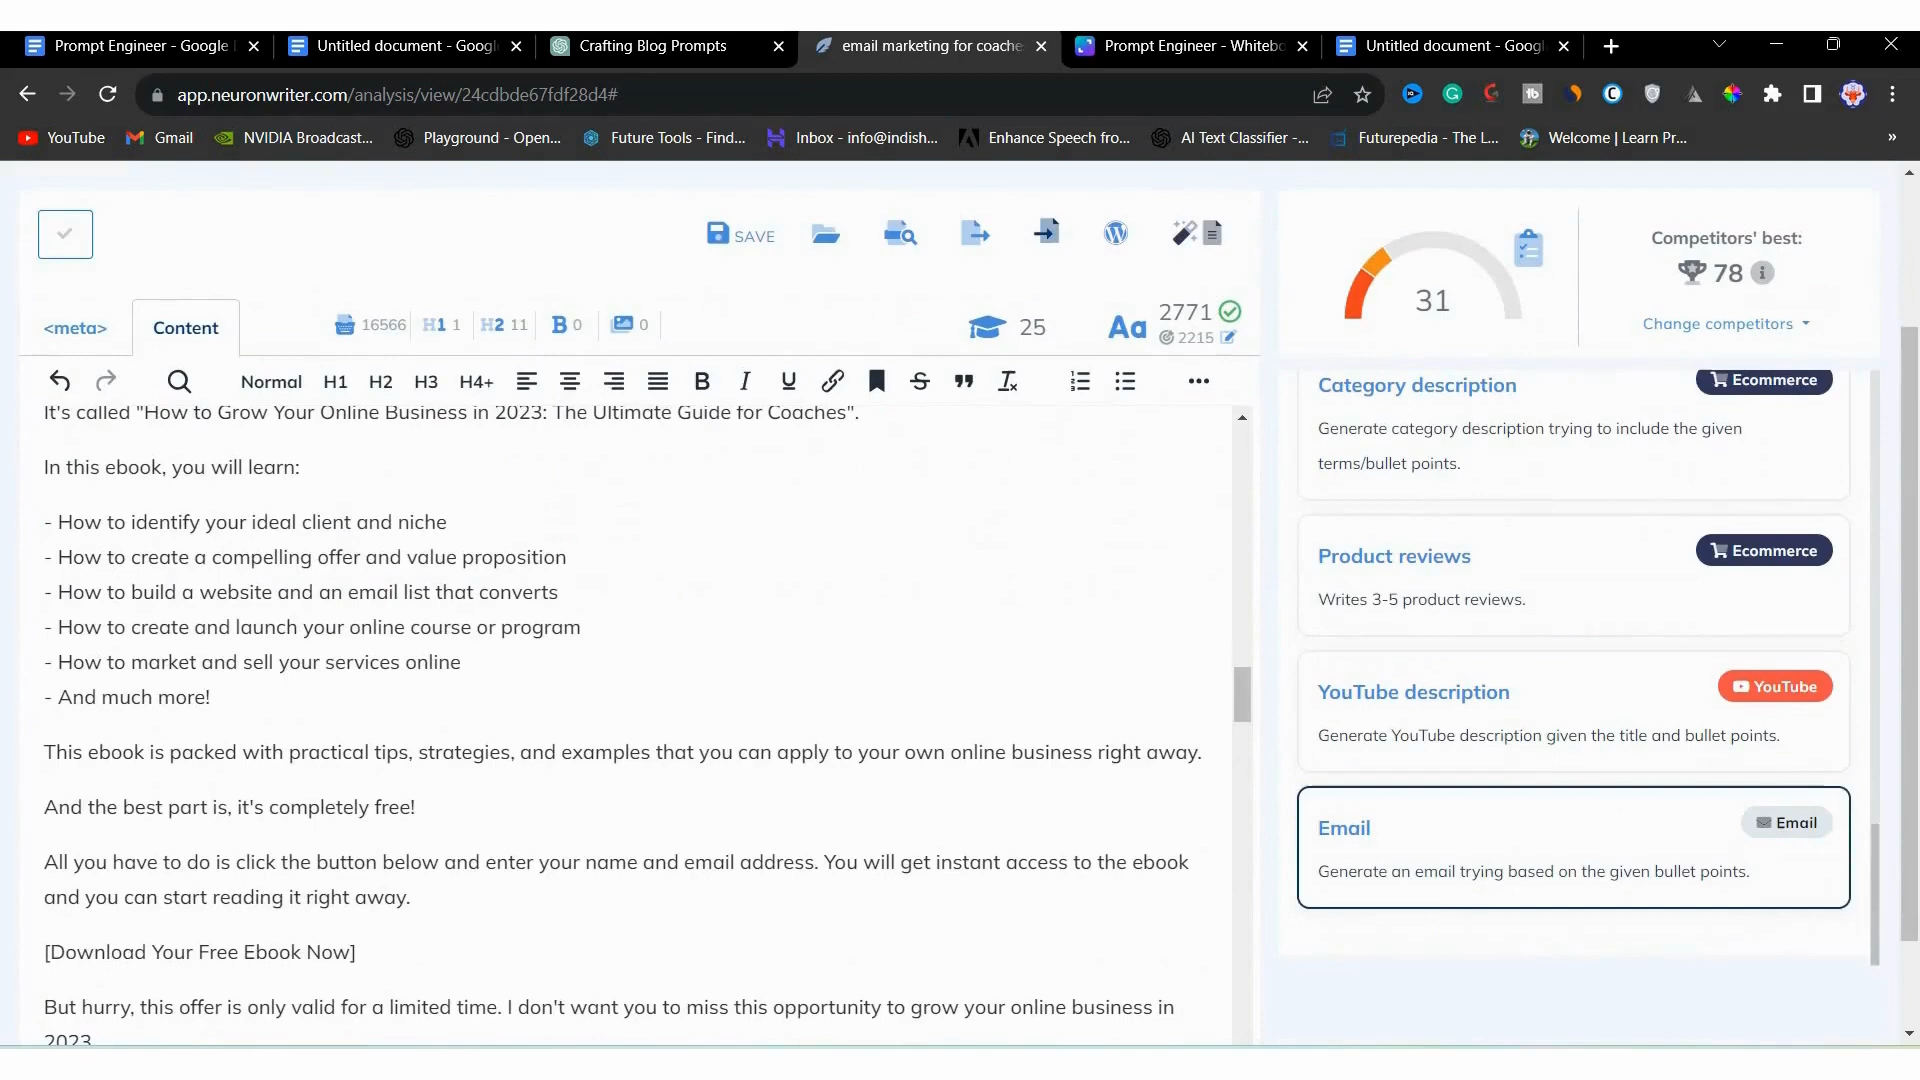 Prompt Engineer - Google
Untitled document - Googl
Crafting Blog Prompts
email marketing for coache
Prompt Engineer - Whitebo
Untitled document - Googl
app.neuronwriter.com/analysis/view/24cdbde67fdf28d4#
YouTube
Gmail
NVIDIA Broadcast...
Playground - Open...
Future Tools - Find...
Inbox - info@indish...
Enhance Speech fro...
AI Text Classifier -...
Futurepedia - The L...
Welcome | Learn Pr...
»
SAVE
31
Competitors' best:
78
Change competitors
<meta>
Content
16566
H1 1
H2 11
B 0
0
25
Aa
2771
2215
Normal H1 H2 H3 H4+
It's called "How to Grow Your Online Business in 2023: The Ultimate Guide for Coaches".
In this ebook, you will learn:
- How to identify your ideal client and niche
- How to create a compelling offer and value proposition
- How to build a website and an email list that converts
- How to create and launch your online course or program
- How to market and sell your services online
- And much more!
This ebook is packed with practical tips, strategies, and examples that you can apply to your own online business right away.
And the best part is, it's completely free!
All you have to do is click the button below and enter your name and email address. You will get instant access to the ebook
and you can start reading it right away.
[Download Your Free Ebook Now]
But hurry, this offer is only valid for a limited time. I don't want you to miss this opportunity to grow your online business in
2023.
Category description
Ecommerce
Generate category description trying to include the given
terms/bullet points.
Product reviews
Ecommerce
Writes 3-5 product reviews.
YouTube description
YouTube
Generate YouTube description given the title and bullet points.
Email
Email
Generate an email trying based on the given bullet points.